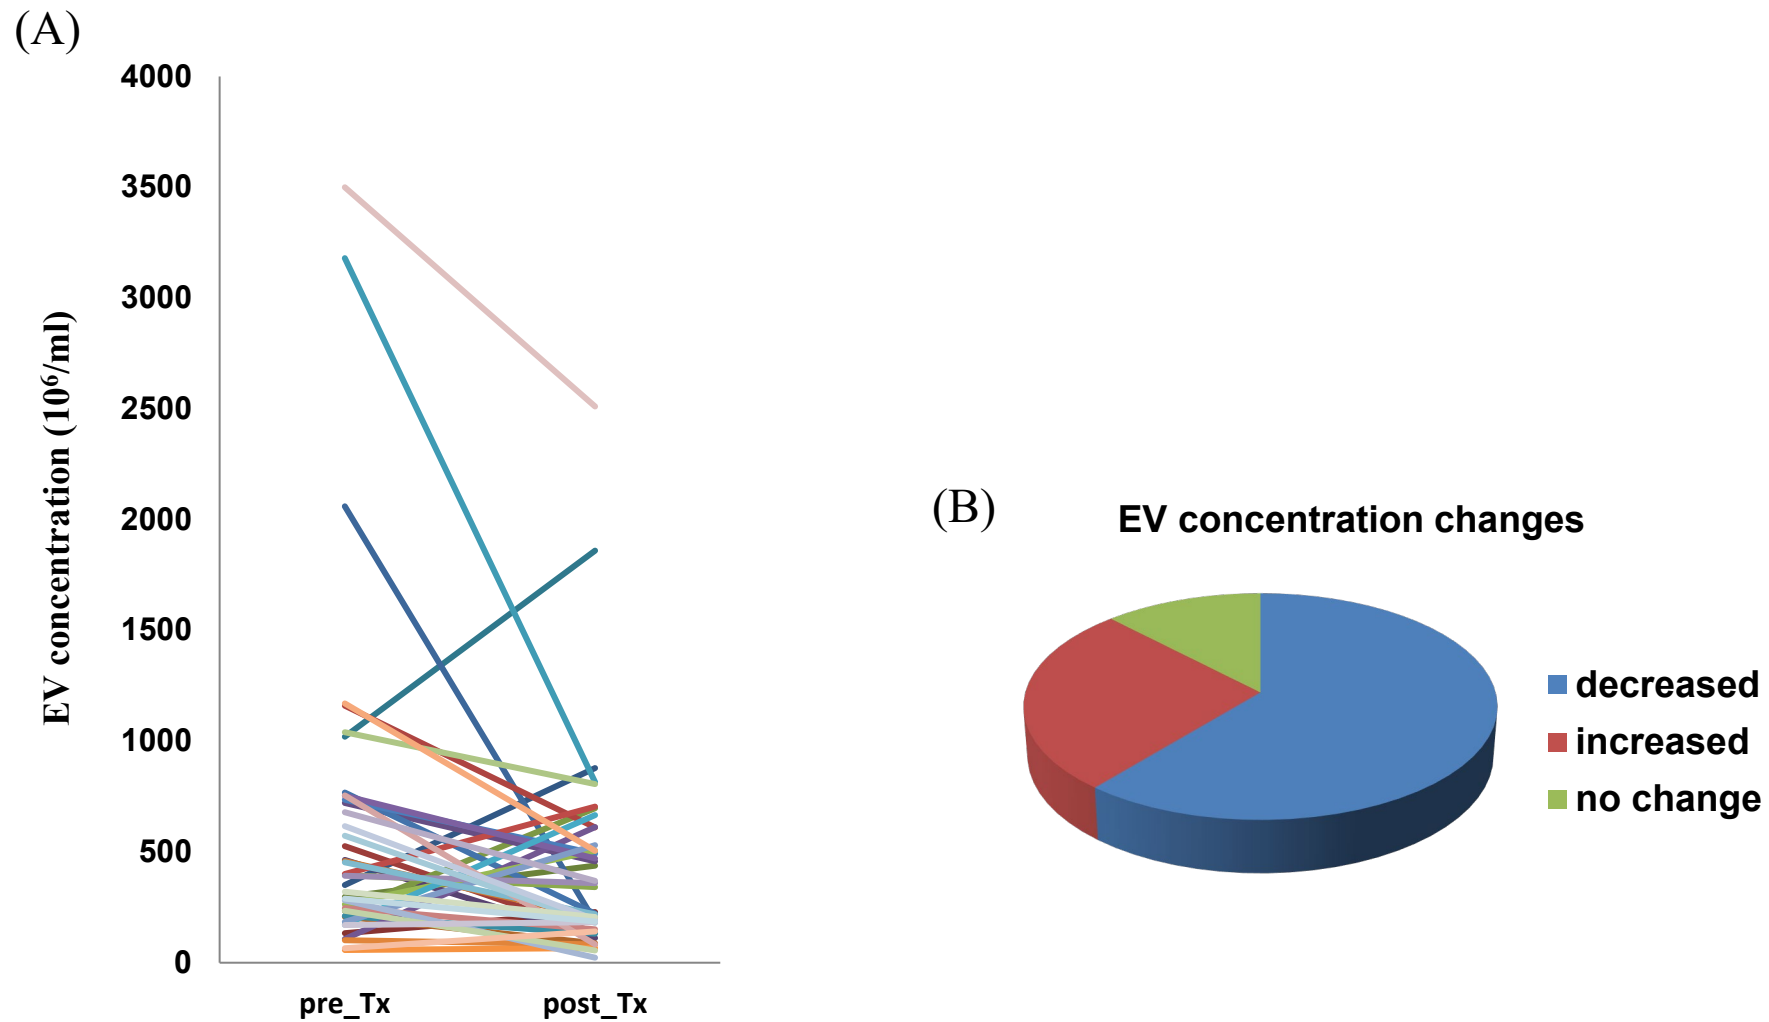 (A)
4000
3500
3000
2500
2000
1500
1000
500
0
EV concentration (10⁶/ml)
pre_Tx
post_Tx
(B)
EV concentration changes
decreased
increased
no change